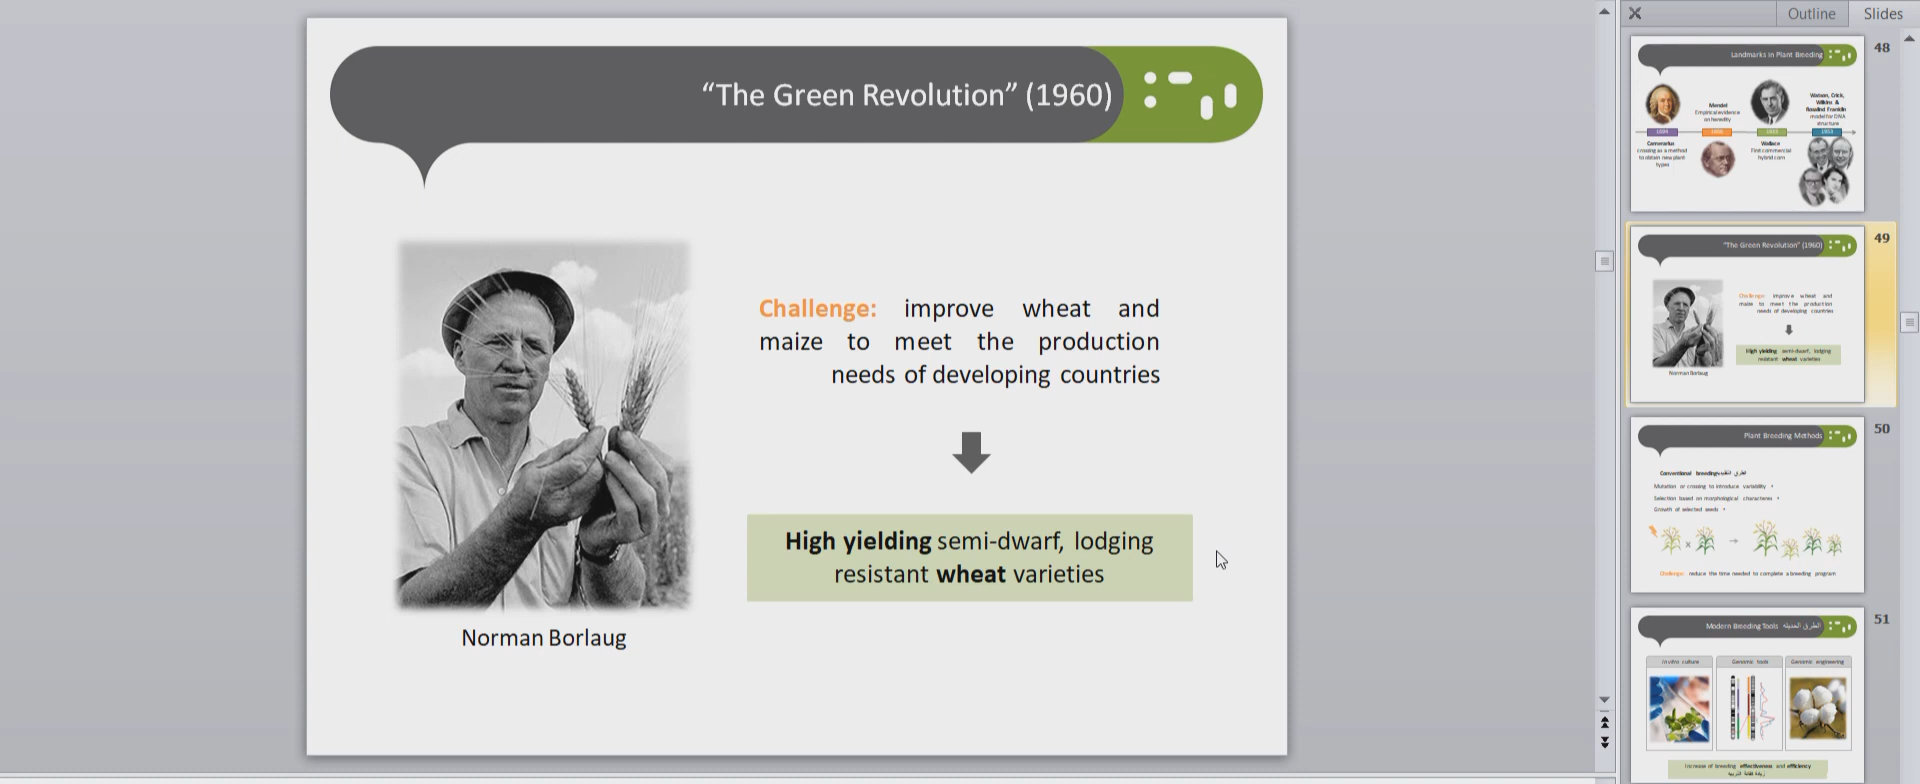 “The Green Revolution” (1960)
Challenge: improve wheat and
maize to meet the production
needs of developing countries
High yielding semi-dwarf, lodging
resistant wheat varieties
Norman Borlaug
Outline
Slides
48
Landmarks in Plant Breeding
Mendel
Empirical evidence
on heredity
Watson, Crick,
Wilkins &
Rosalind Franklin
model for DNA
structure
1953
Camerarius
crossing as a method
to obtain new plant
types
Wallace
First commercial
hybrid corn
49
"The Green Revolution" (1960)
Challenge: improve wheat and
maize to meet the production
needs of developing countries
High yielding semi-dwarf, lodging
resistant wheat varieties
Norman Borlaug
50
Plant Breeding Methods
Conventional breeding
Mutation or crossing to introduce variability •
Selection based on morphological characteres •
Growth of selected seeds •
x
Challenge: reduce the time needed to complete a breeding program
51
Modern Breeding Tools الطرق الحديثه
In vitro culture
Genomic tools
Genomic engineering
Increase of breeding effectiveness and efficiency